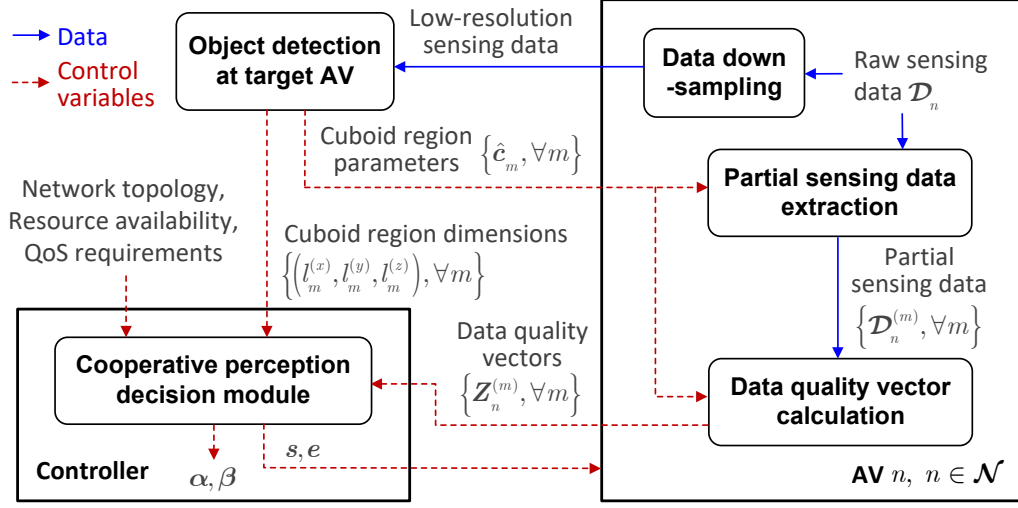 Data
Control
variables
Object detection
at target AV
Low-resolution
sensing data
Data down
-sampling
Raw sensing
data 𝓓ₙ
Cuboid region
parameters {ĉₘ, ∀m}
Partial sensing data
extraction
Network topology,
Resource availability,
QoS requirements
Cuboid region dimensions
{(lₘ⁽ˣ⁾, lₘ⁽ʸ⁾, lₘ⁽ᶻ⁾), ∀m}
Partial
sensing data
{𝓓ₙ⁽ᵐ⁾, ∀m}
Cooperative perception
decision module
Data quality
vectors
{Zₙ⁽ᵐ⁾, ∀m}
Data quality vector
calculation
Controller
α, β
s, e
AV n, n ∈ 𝓝